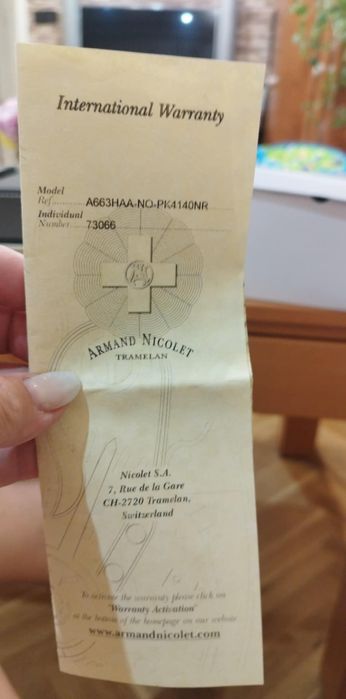 International Warranty
Model
Ref.......... A663HAA-NO-PK4140NR
Individual
Number........ 73066
ARMAND NICOLET
TRAMELAN
Nicolet S.A.
7, Rue de la Gare
CH-2720 Tramelan,
Switzerland
To activate the warranty please click on
"Warranty Activation"
at the bottom of the homepage on our website
www.armandnicolet.com